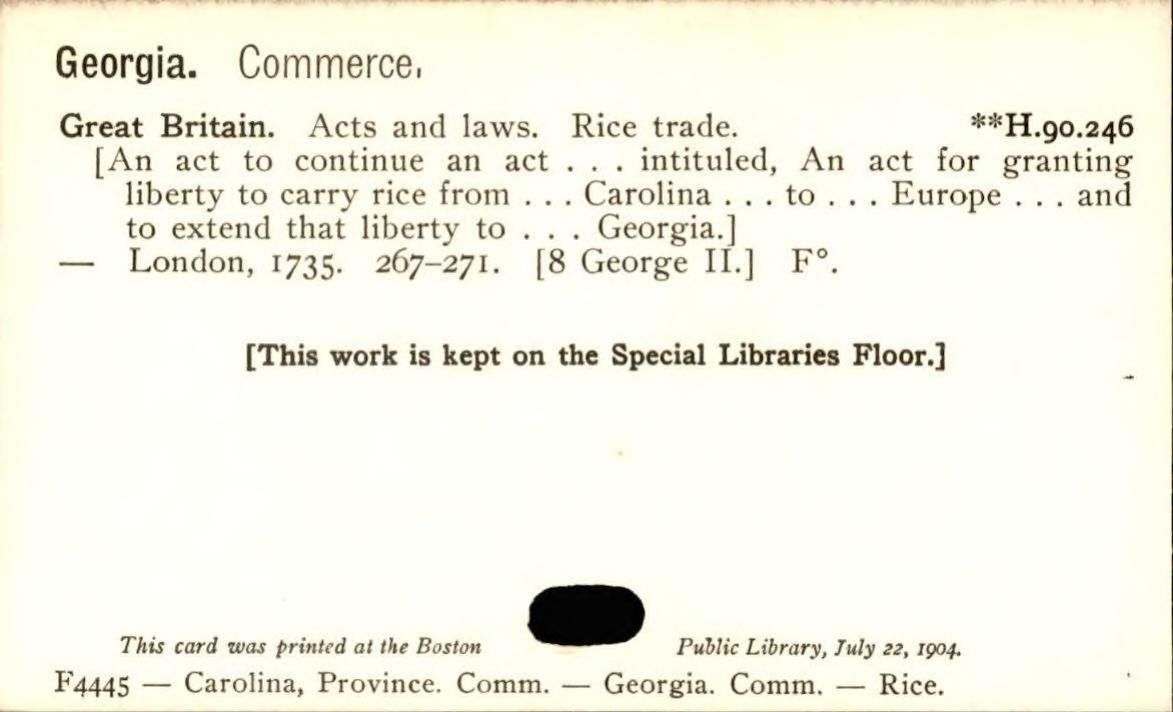 Georgia. Commerce.
Great Britain. Acts and laws. Rice trade. **H.90.246
[An act to continue an act . . . intituled, An act for granting
liberty to carry rice from . . . Carolina . . . to . . . Europe . . . and
to extend that liberty to . . . Georgia.]
— London, 1735. 267–271. [8 George II.] F°.
[This work is kept on the Special Libraries Floor.]
This card was printed at the Boston Public Library, July 22, 1904.
F4445 — Carolina, Province. Comm. — Georgia. Comm. — Rice.